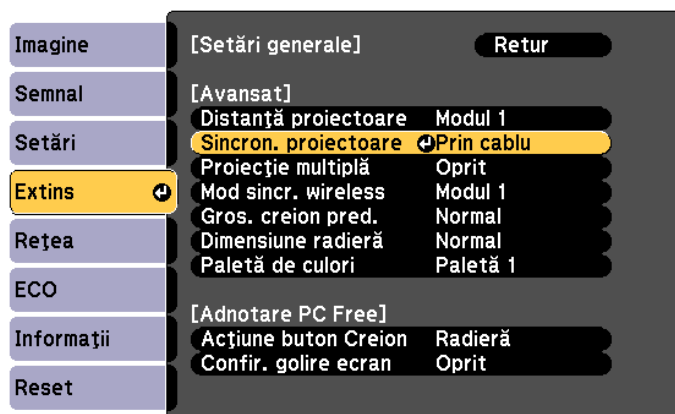 Imagine
Semnal
Setări
Extins
Rețea
ECO
Informații
Reset
[Setări generale] Retur
[Avansat]
Distanță proiectoare Modul 1
Sincron. proiectoare Prin cablu
Proiecție multiplă Oprit
Mod sincr. wireless Modul 1
Gros. creion pred. Normal
Dimensiune radieră Normal
Paletă de culori Paletă 1
[Adnotare PC Free]
Acțiune buton Creion Radieră
Confir. golire ecran Oprit